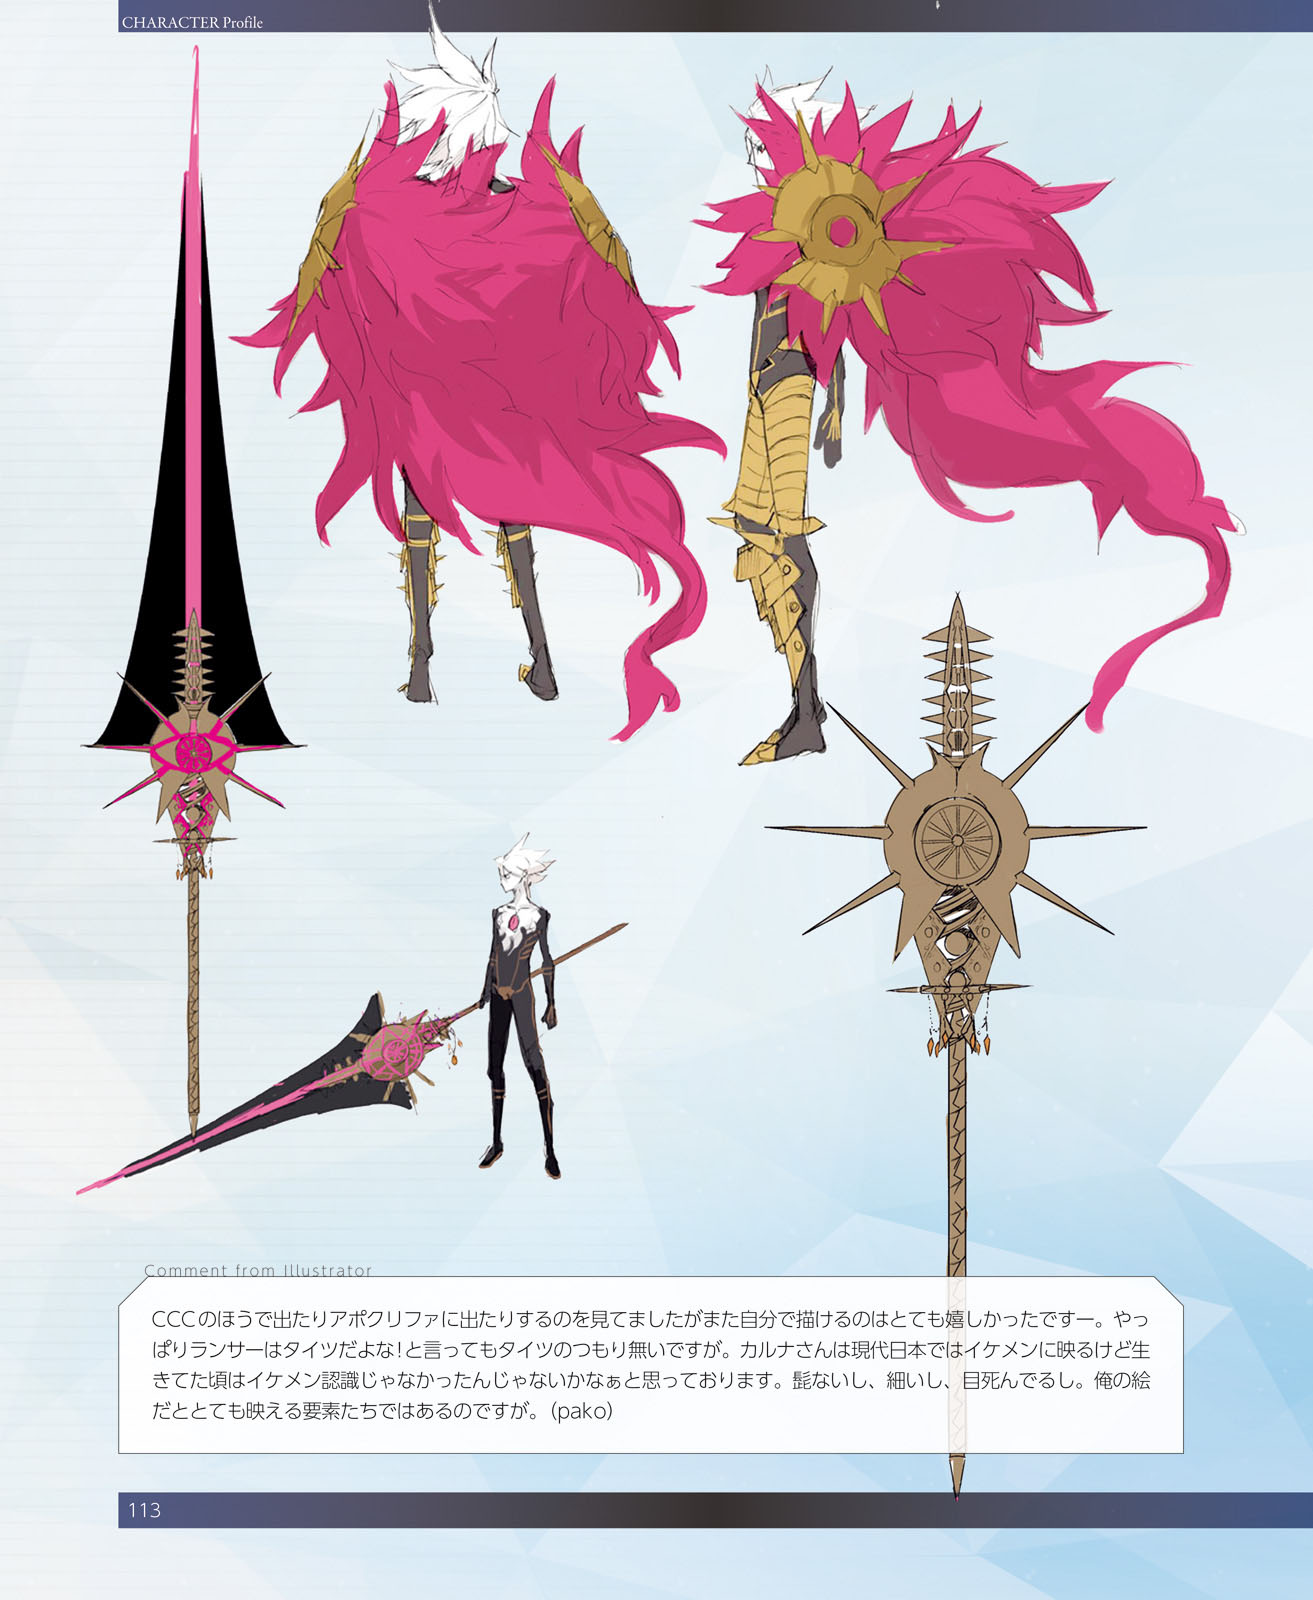 CHARACTER Profile
Comment from Illustrator
CCCのほうで出たりアポクリファに出たりするのを見てましたがまた自分で描けるのはとても嬉しかったですー。やっ
ぱりランサーはタイツだよな！と言ってもタイツのつもり無いですが。カルナさんは現代日本ではイケメンに映るけど生
きてた頃はイケメン認識じゃなかったんじゃないかなぁと思っております。髭ないし、細いし、目死んでるし。俺の絵
だととても映える要素たちではあるのですが。（pako）
113